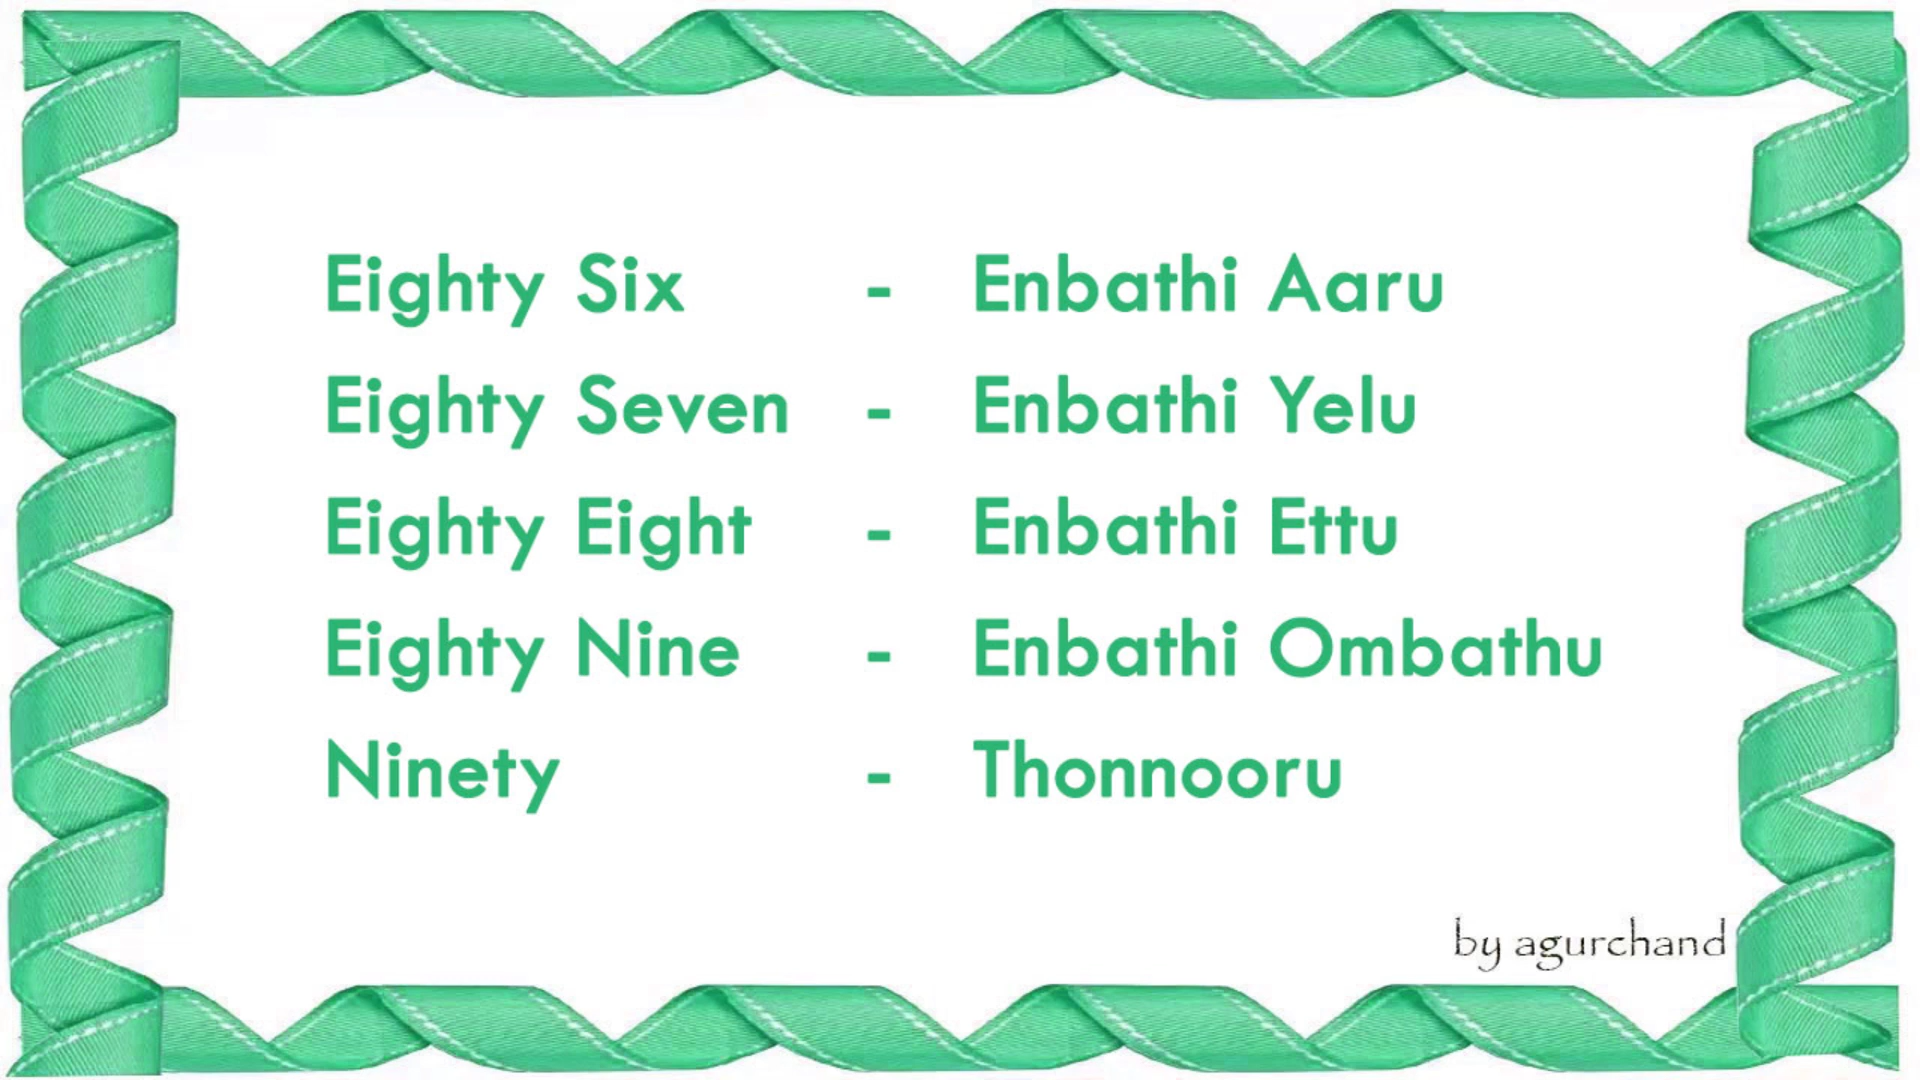 Eighty Six - Enbathi Aaru
Eighty Seven - Enbathi Yelu
Eighty Eight - Enbathi Ettu
Eighty Nine - Enbathi Ombathu
Ninety - Thonnooru
by agurchand